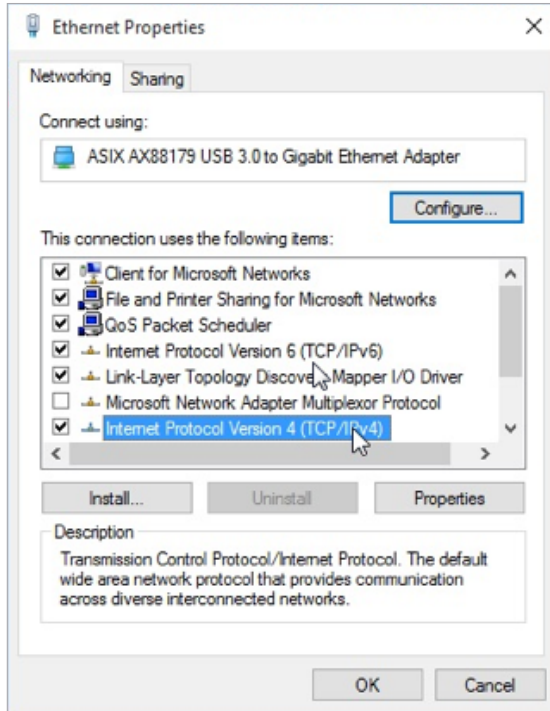 Ethernet Properties
Networking
Sharing
Connect using:
ASIX AX88179 USB 3.0 to Gigabit Ethernet Adapter
Configure...
This connection uses the following items:
Client for Microsoft Networks
File and Printer Sharing for Microsoft Networks
QoS Packet Scheduler
Internet Protocol Version 6 (TCP/IPv6)
Link-Layer Topology Discovery Mapper I/O Driver
Microsoft Network Adapter Multiplexor Protocol
Internet Protocol Version 4 (TCP/IPv4)
Install...
Uninstall
Properties
Description
Transmission Control Protocol/Internet Protocol. The default
wide area network protocol that provides communication
across diverse interconnected networks.
OK
Cancel